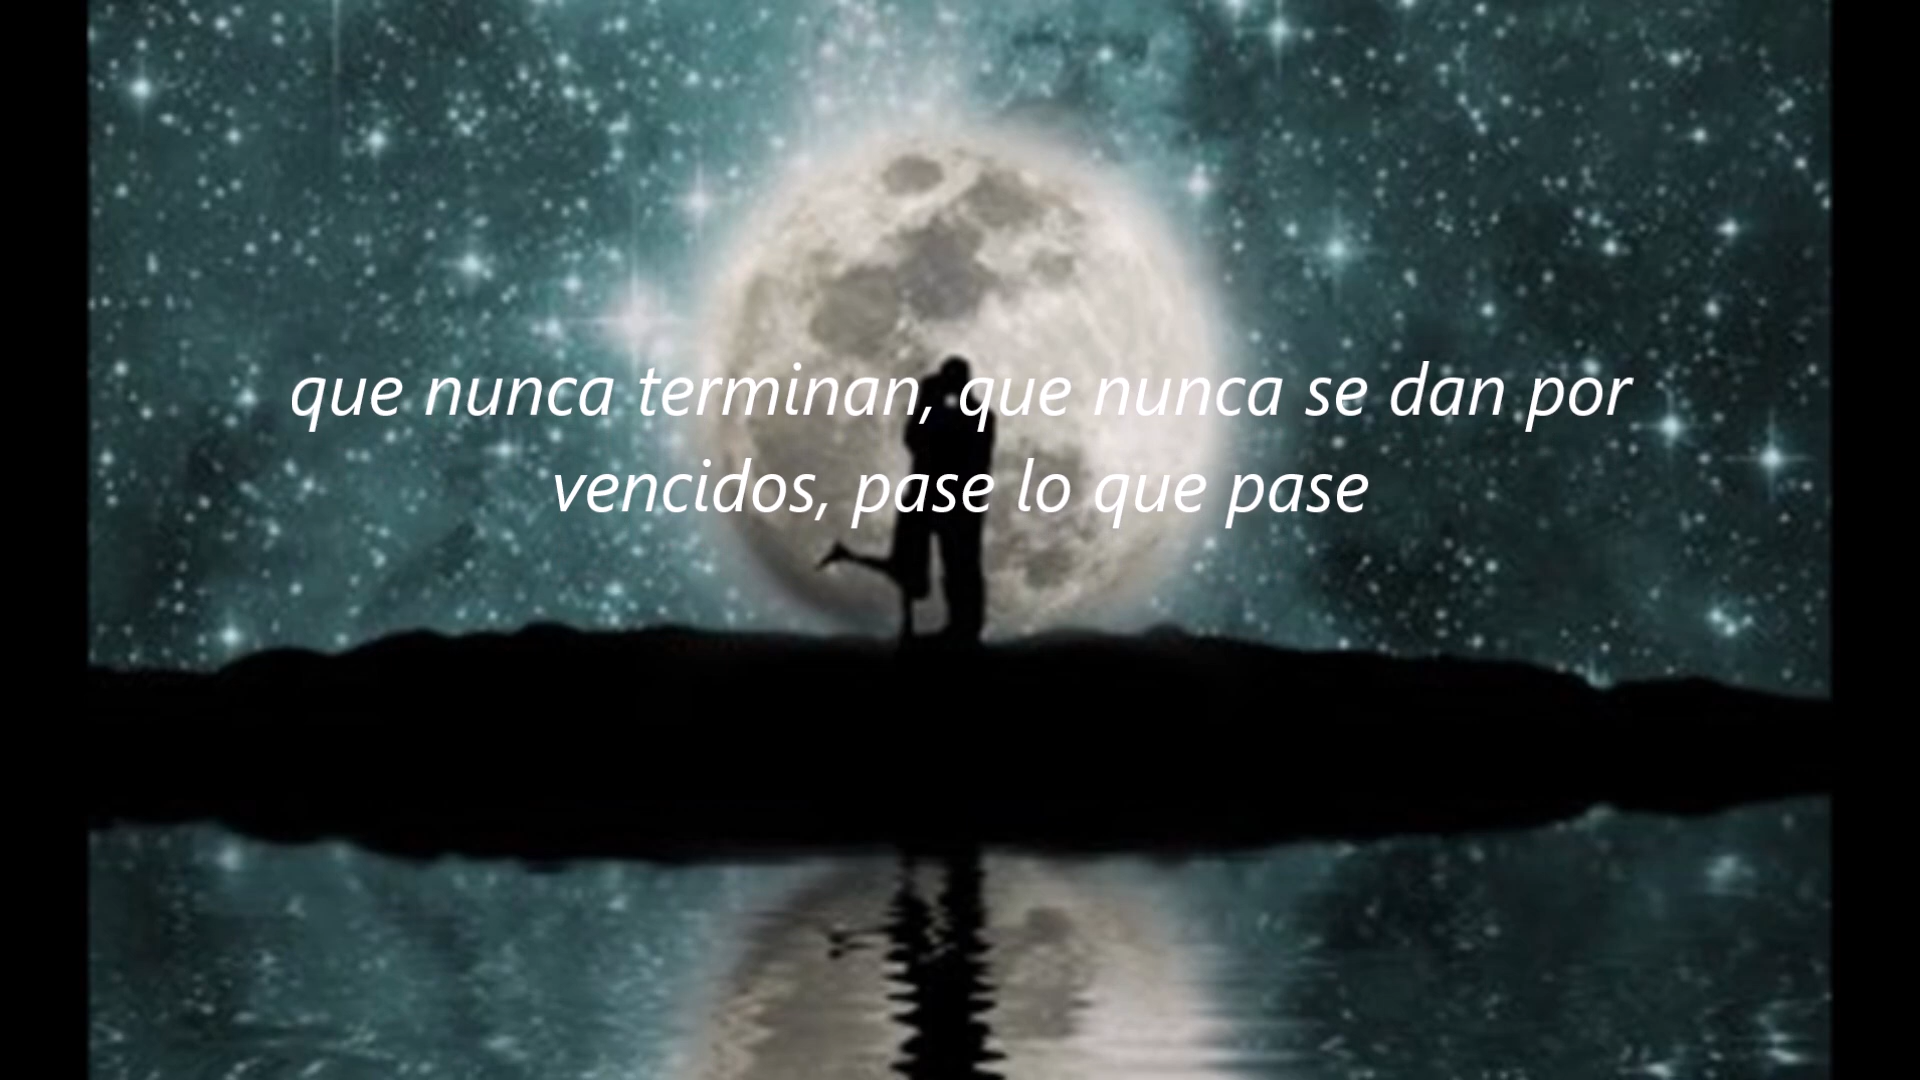 que nunca terminan, que nunca se dan por
vencidos, pase lo que pase